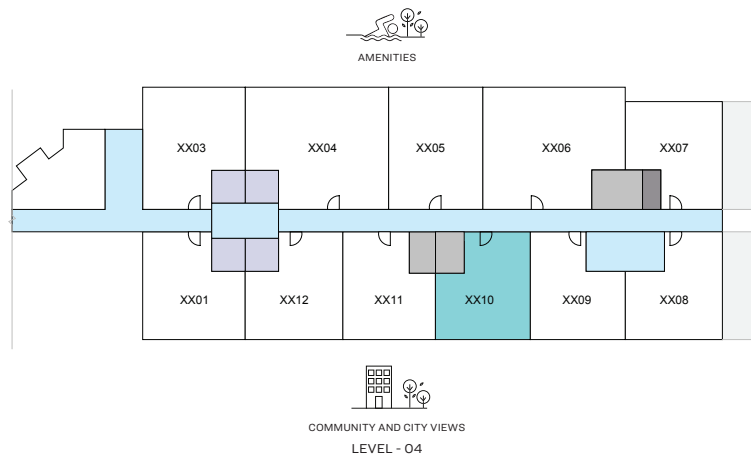 AMENITIES
XX03
XX04
XX05
XX06
XX07
XX01
XX12
XX11
XX10
XX09
XX08
COMMUNITY AND CITY VIEWS
LEVEL - 04